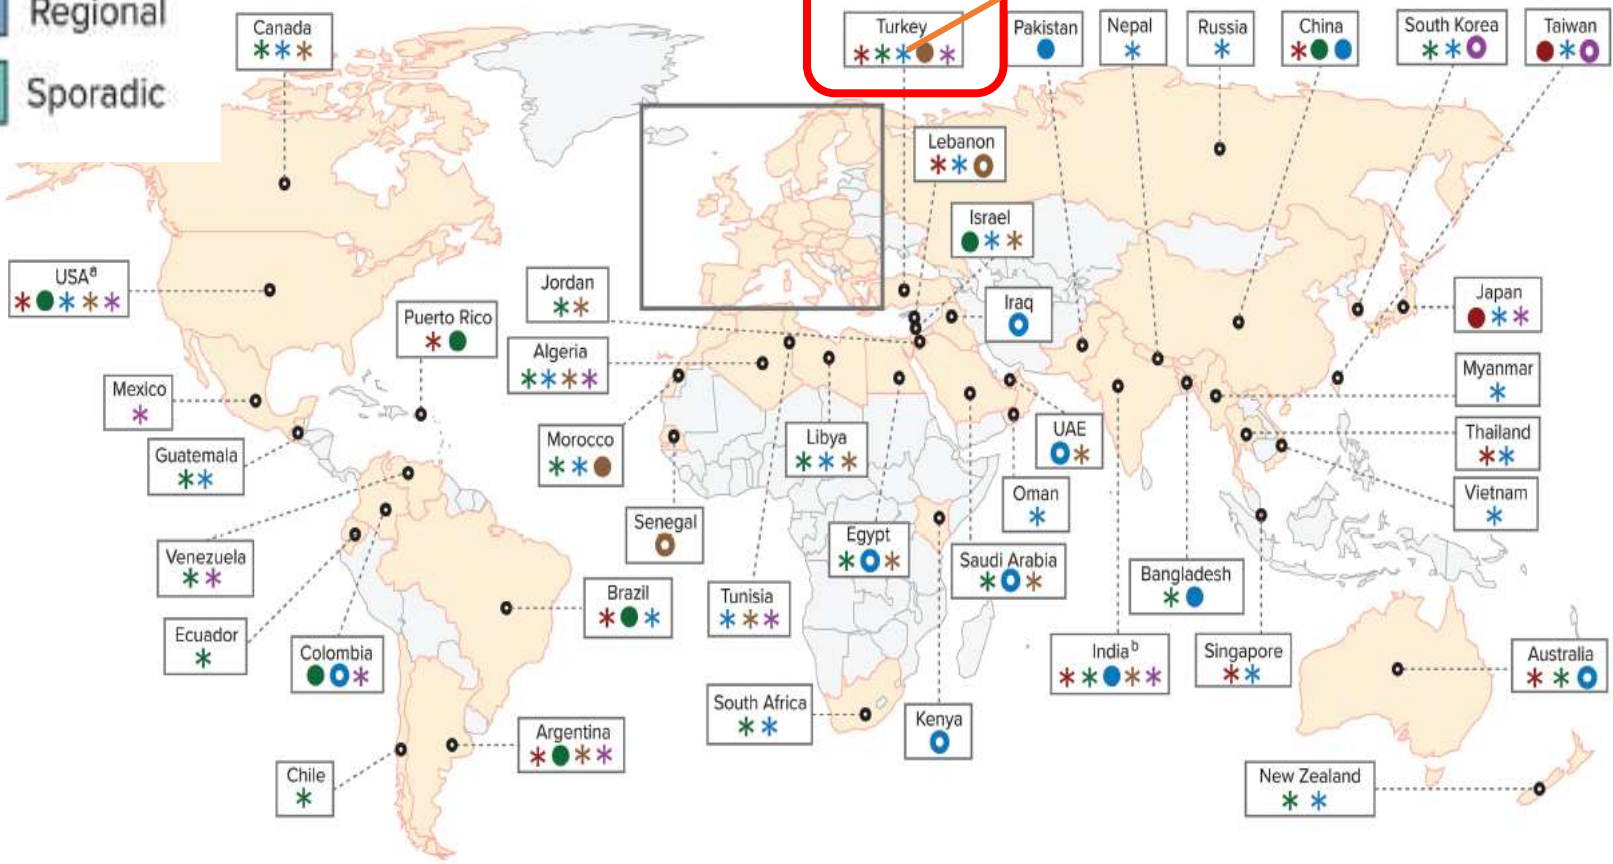 Regional
Sporadic
Canada
Turkey
Pakistan
Nepal
Russia
China
South Korea
Taiwan
Lebanon
Israel
Iraq
USAª
Jordan
Puerto Rico
Algeria
Japan
Mexico
Myanmar
Guatemala
Morocco
Libya
UAE
Thailand
Oman
Vietnam
Venezuela
Senegal
Egypt
Saudi Arabia
Bangladesh
Ecuador
Colombia
Brazil
Tunisia
Indiaᵇ
Singapore
Australia
South Africa
Kenya
Argentina
Chile
New Zealand